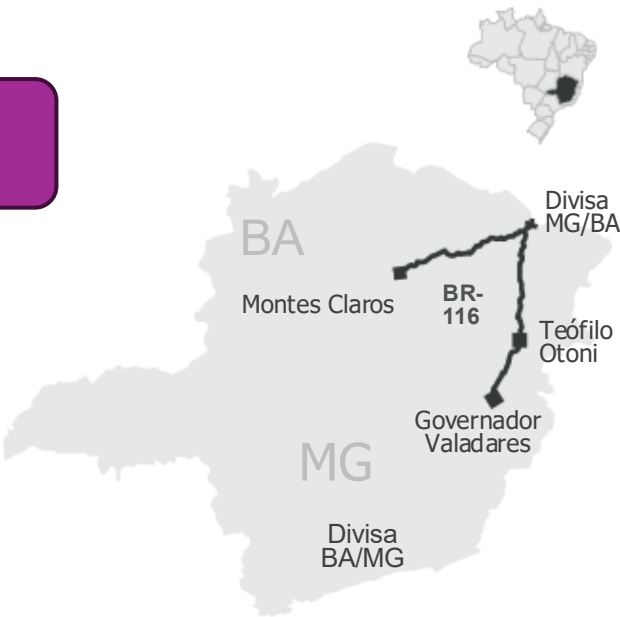 Divisa
MG/BA
BA
Montes Claros
BR-
116
Teófilo
Otoni
Governador
Valadares
MG
Divisa
BA/MG